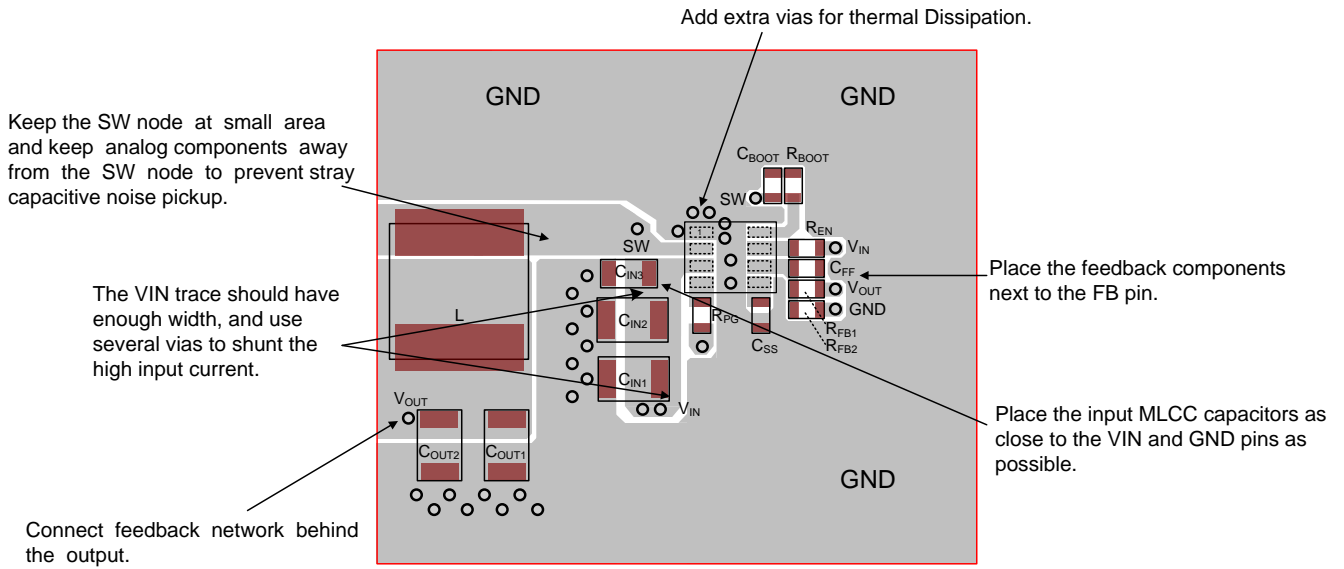 Add extra vias for thermal Dissipation.
GND
GND
Keep the SW node at small area
and keep analog components away
from the SW node to prevent stray
capacitive noise pickup.
CBOOT RBOOT
SW
REN
VIN
SW
CIN3
CFF
VOUT
GND
Place the feedback components
next to the FB pin.
The VIN trace should have
enough width, and use
several vias to shunt the
high input current.
L
CIN2
RPG
CSS
RFB1
RFB2
CIN1
VIN
VOUT
Place the input MLCC capacitors as
close to the VIN and GND pins as
possible.
COUT2
COUT1
GND
Connect feedback network behind
the output.